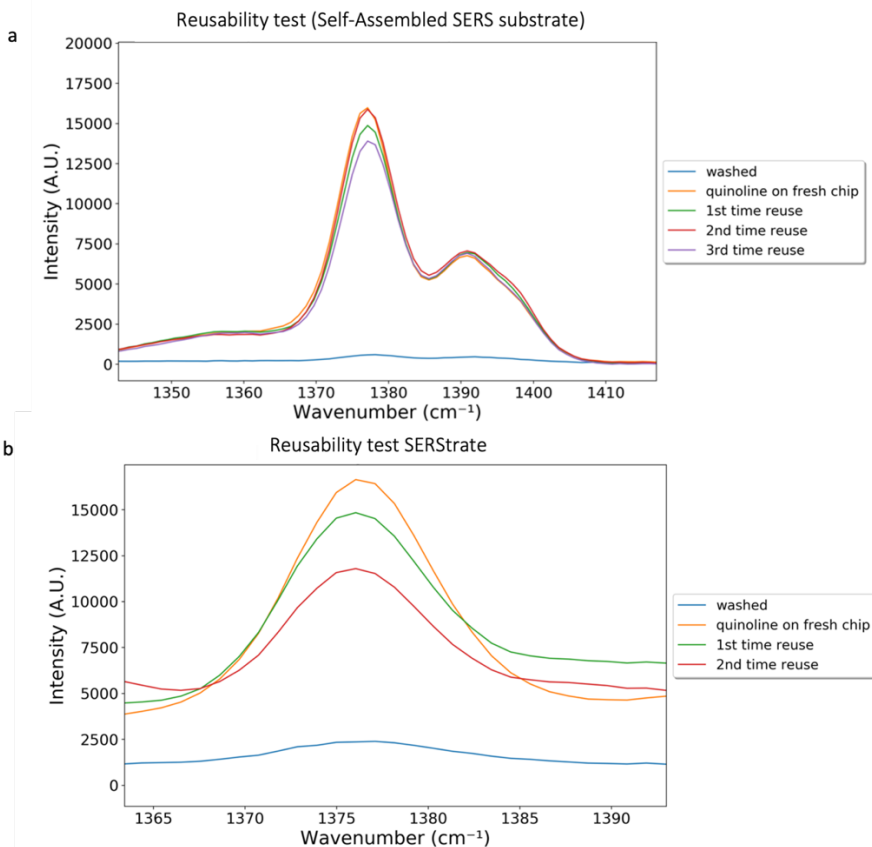 Reusability test (Self-Assembled SERS substrate)
a
20000
17500
15000
12500
10000
7500
5000
2500
0
Intensity (A.U.)
washed
quinoline on fresh chip
1st time reuse
2nd time reuse
3rd time reuse
1350 1360 1370 1380 1390 1400 1410
Wavenumber (cm⁻¹)
b
Reusability test SERStrate
15000
12500
10000
7500
5000
2500
0
Intensity (A.U.)
washed
quinoline on fresh chip
1st time reuse
2nd time reuse
1365 1370 1375 1380 1385 1390
Wavenumber (cm⁻¹)